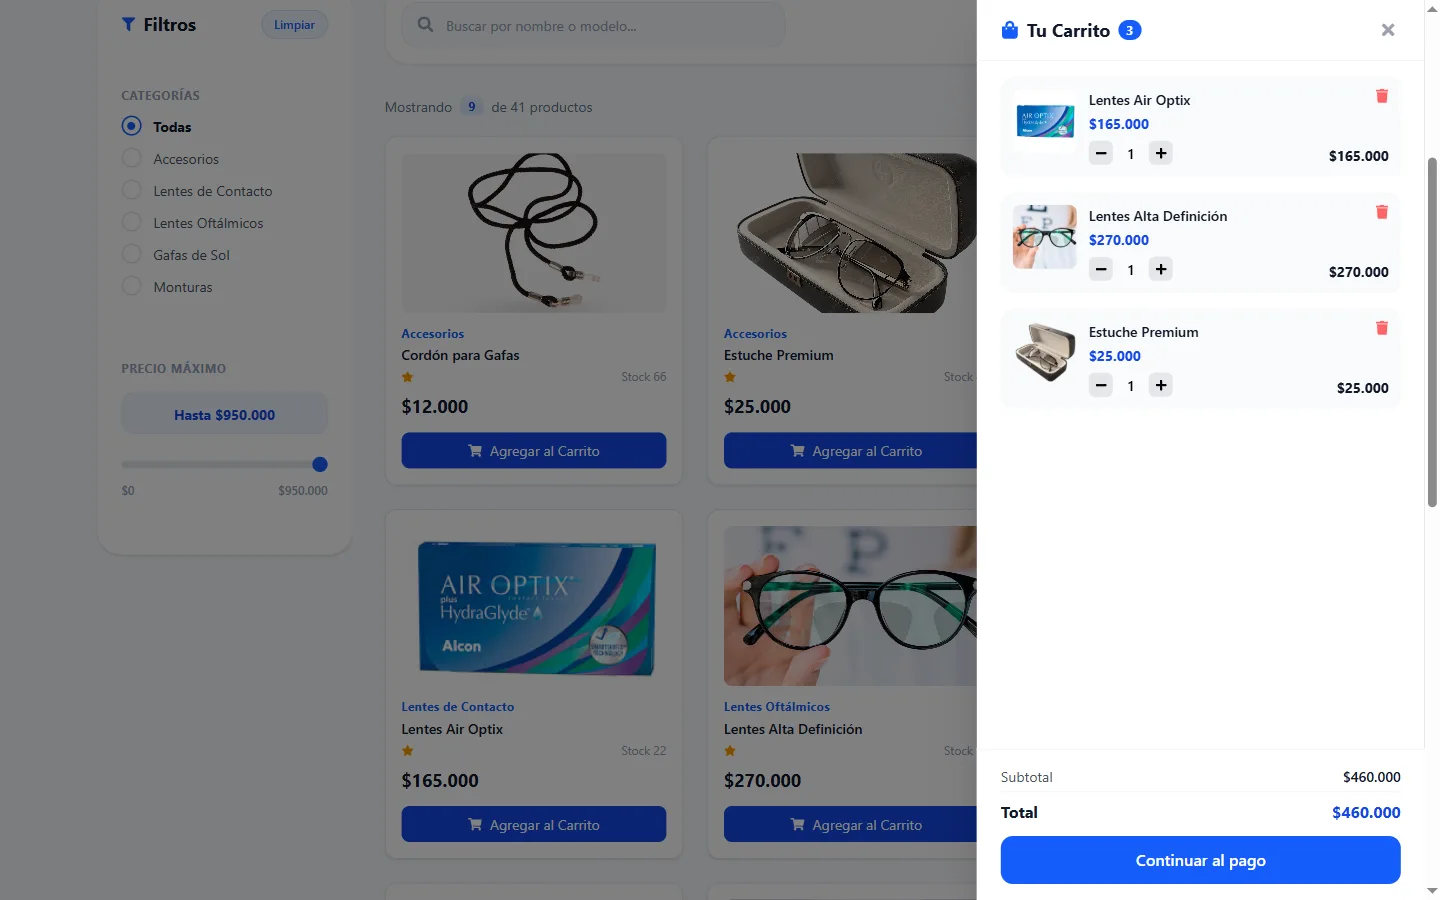 Filtros
Limpiar
CATEGORÍAS
Todas
Accesorios
Lentes de Contacto
Lentes Oftálmicos
Gafas de Sol
Monturas
PRECIO MÁXIMO
Hasta $950.000
$0
$950.000
Buscar por nombre o modelo...
Mostrando 9 de 41 productos
Accesorios
Cordón para Gafas
Stock 66
$12.000
Agregar al Carrito
Accesorios
Estuche Premium
Stock
$25.000
Agregar al Carrito
AIR OPTIX
plus
HydraGlyde
Alcon
Lentes de Contacto
Lentes Air Optix
Stock 22
$165.000
Agregar al Carrito
F P
Lentes Oftálmicos
Lentes Alta Definición
Stock
$270.000
Agregar al Carrito
Tu Carrito 3
AIR OPTIX
Alcon
Lentes Air Optix
$165.000
1
$165.000
Lentes Alta Definición
$270.000
1
$270.000
Estuche Premium
$25.000
1
$25.000
Subtotal
$460.000
Total
$460.000
Continuar al pago